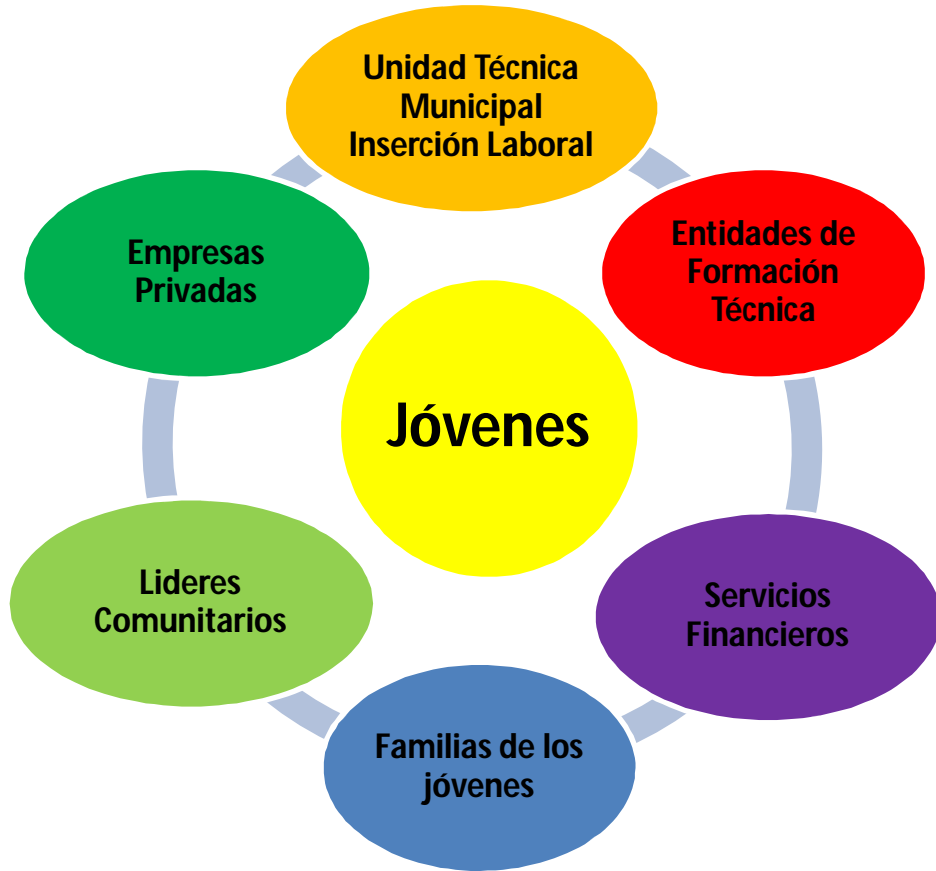 Unidad Técnica
Municipal
Inserción Laboral
Entidades de
Formación
Técnica
Servicios
Financieros
Familias de los
jóvenes
Lideres
Comunitarios
Empresas
Privadas
Jóvenes